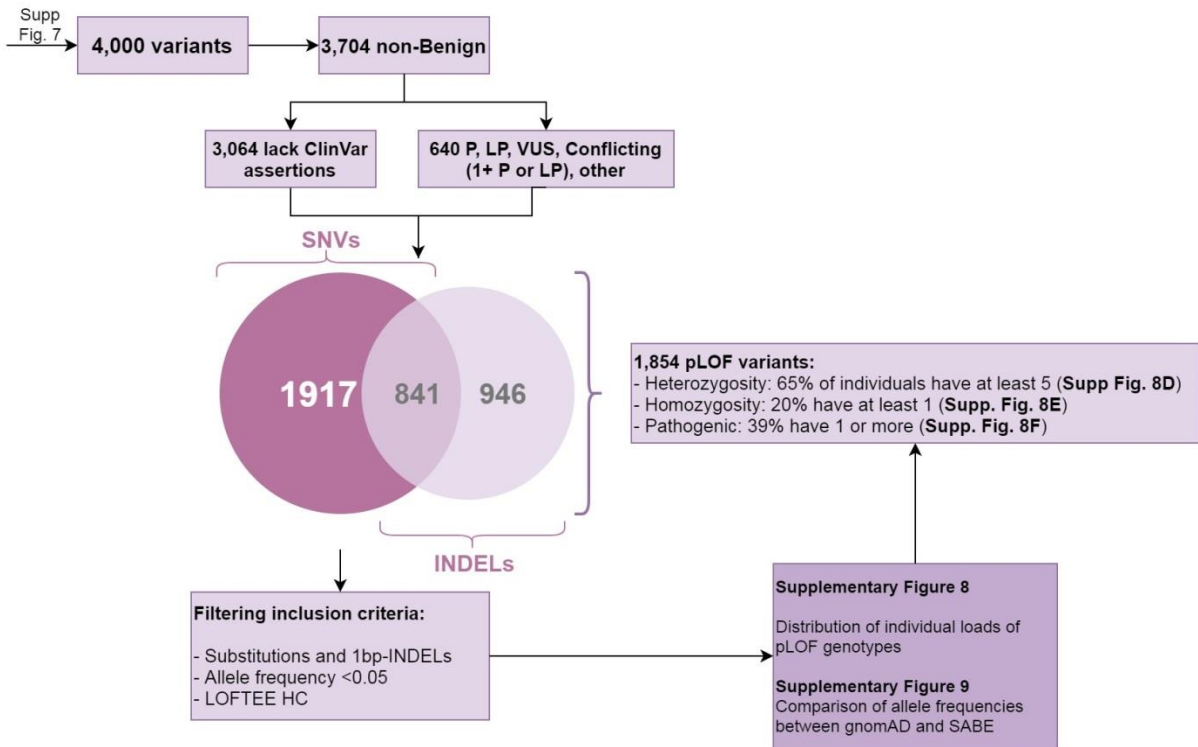 Supp
Fig. 7
4,000 variants
3,704 non-Benign
3,064 lack ClinVar
assertions
640 P, LP, VUS, Conflicting
(1+ P or LP), other
SNVs
1917
841
946
INDELs
1,854 pLOF variants:
- Heterozygosity: 65% of individuals have at least 5 (Supp Fig. 8D)
- Homozygosity: 20% have at least 1 (Supp. Fig. 8E)
- Pathogenic: 39% have 1 or more (Supp. Fig. 8F)
Filtering inclusion criteria:
- Substitutions and 1bp-INDELs
- Allele frequency <0.05
- LOFTEE HC
Supplementary Figure 8
Distribution of individual loads of
pLOF genotypes
Supplementary Figure 9
Comparison of allele frequencies
between gnomAD and SABE